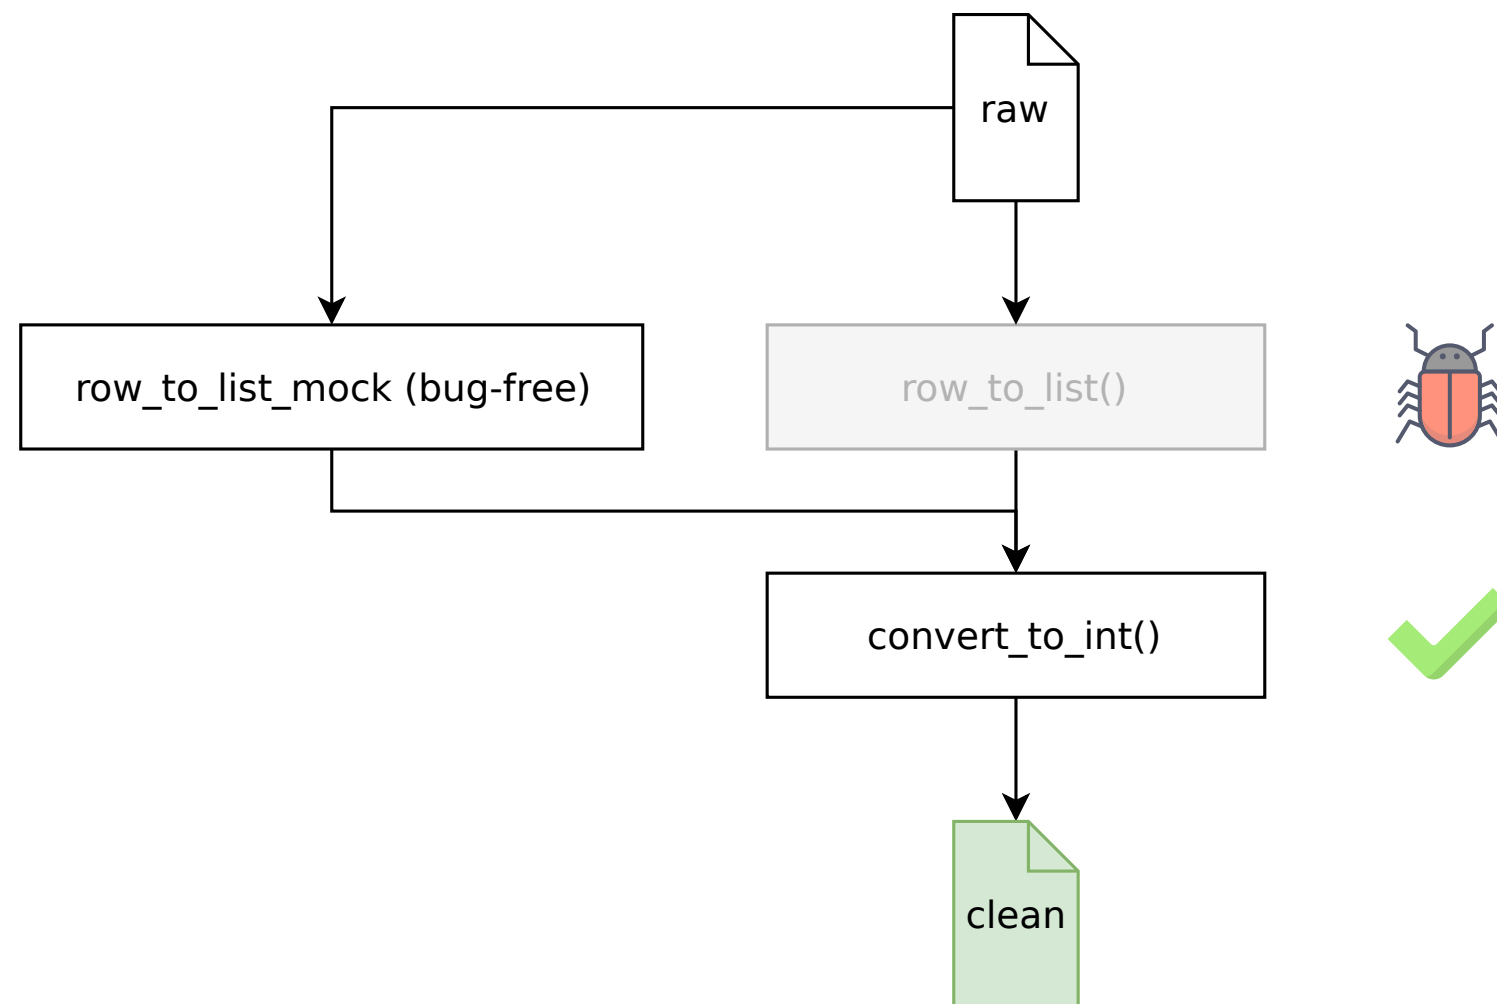 raw
row_to_list_mock (bug-free)
row_to_list()
convert_to_int()
clean